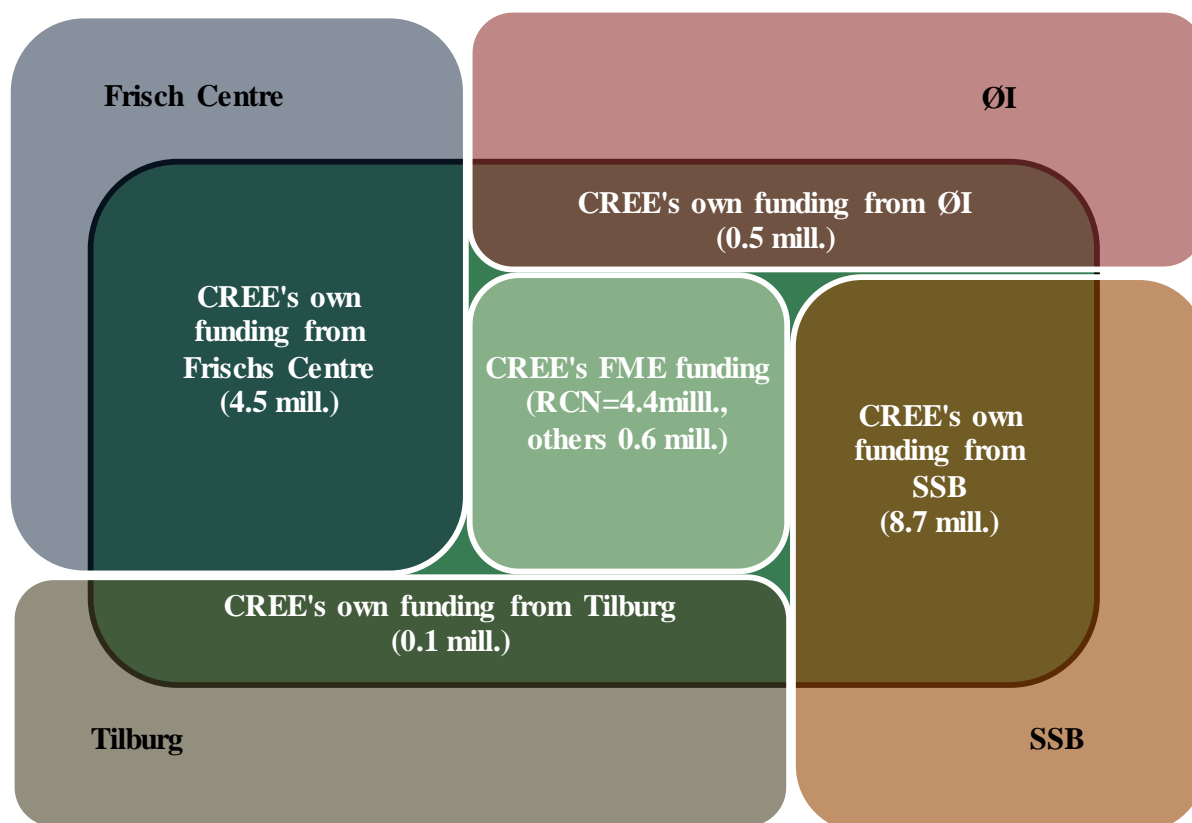 Frisch Centre
ØI
CREE's own funding from ØI
(0.5 mill.)
CREE's own
funding from
Frischs Centre
(4.5 mill.)
CREE's FME funding
(RCN=4.4milll.,
others 0.6 mill.)
CREE's own
funding from
SSB
(8.7 mill.)
CREE's own funding from Tilburg
(0.1 mill.)
Tilburg
SSB